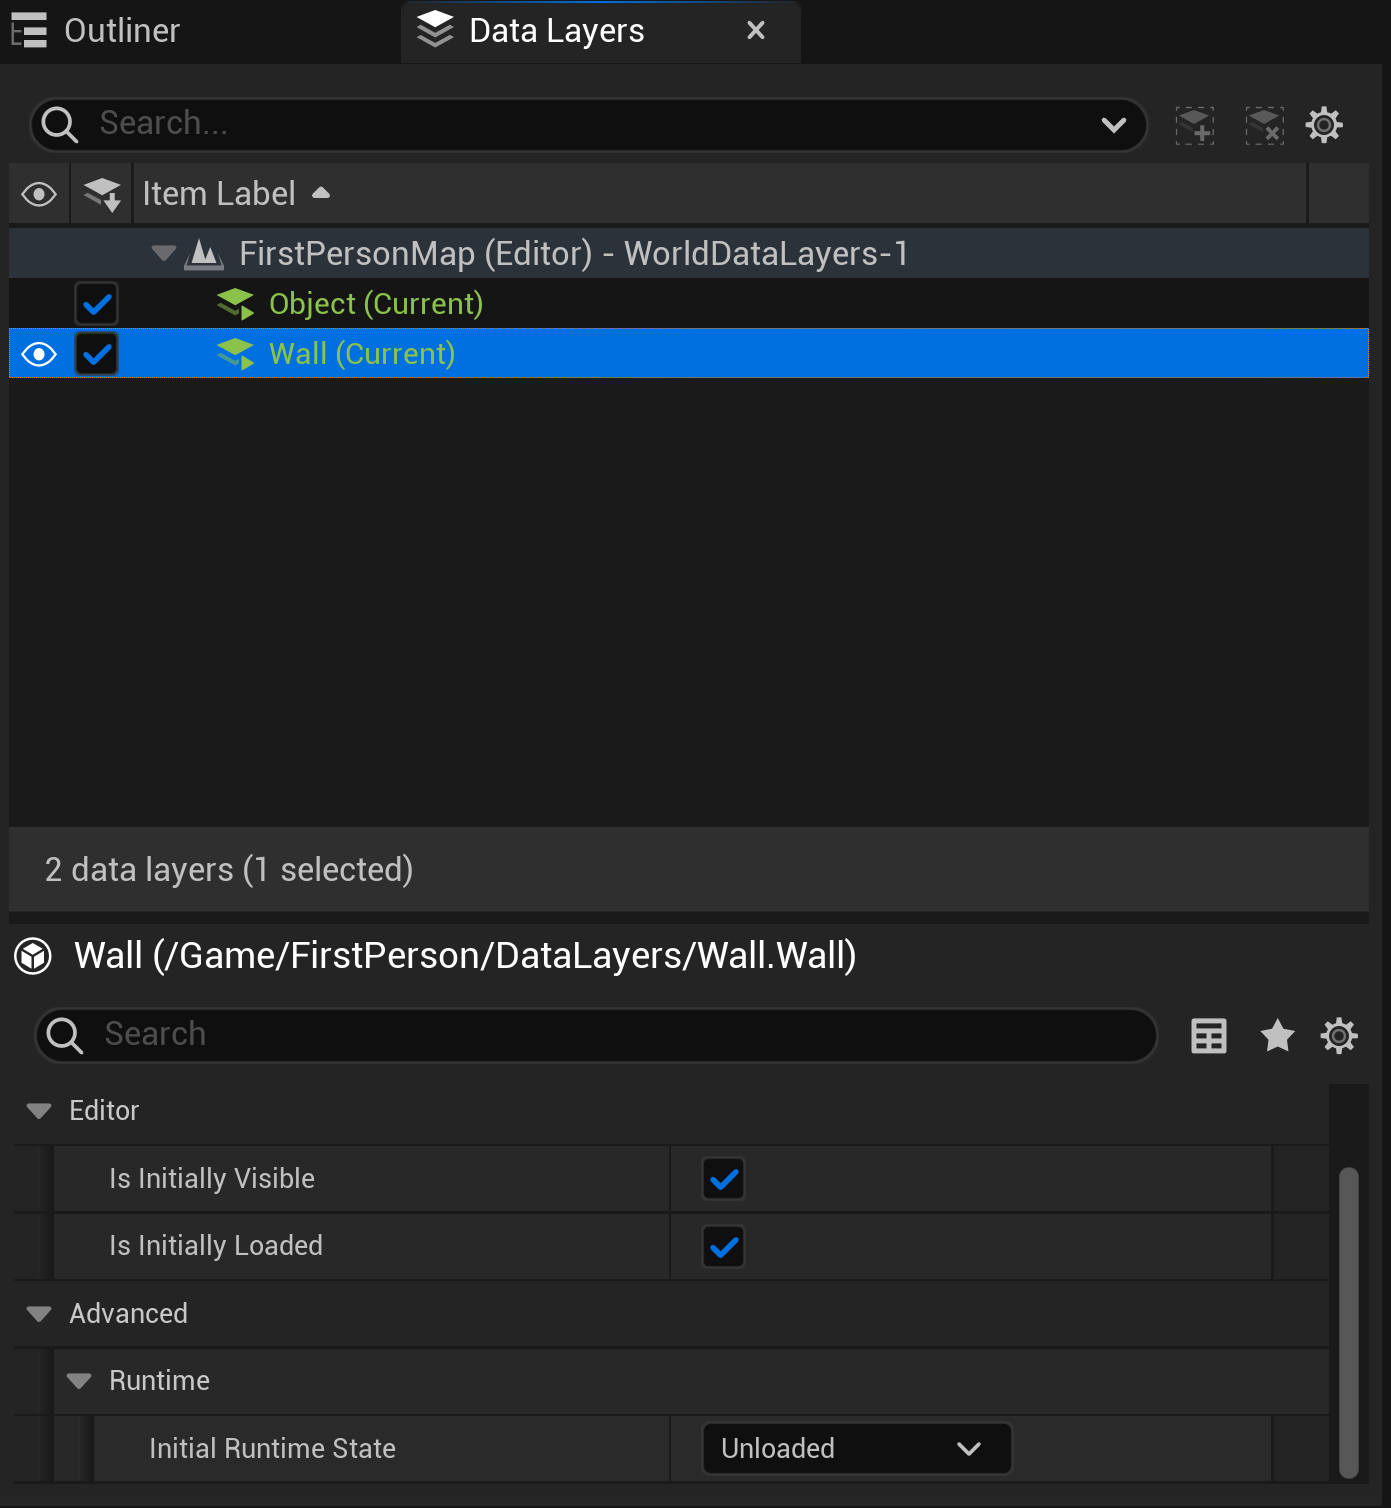 Outliner
Data Layers
Search...
Item Label
FirstPersonMap (Editor) - WorldDataLayers-1
Object (Current)
Wall (Current)
2 data layers (1 selected)
Wall (/Game/FirstPerson/DataLayers/Wall.Wall)
Search
Editor
Is Initially Visible
Is Initially Loaded
Advanced
Runtime
Initial Runtime State
Unloaded